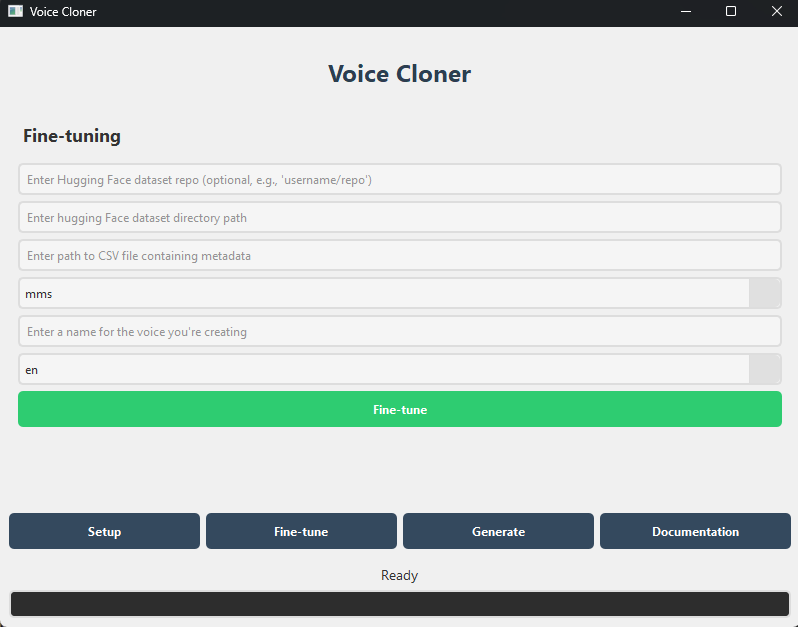 Voice Cloner
Voice Cloner
Fine-tuning
Enter Hugging Face dataset repo (optional, e.g., 'username/repo')
Enter hugging Face dataset directory path
Enter path to CSV file containing metadata
mms
Enter a name for the voice you're creating
en
Fine-tune
Setup Fine-tune Generate Documentation
Ready